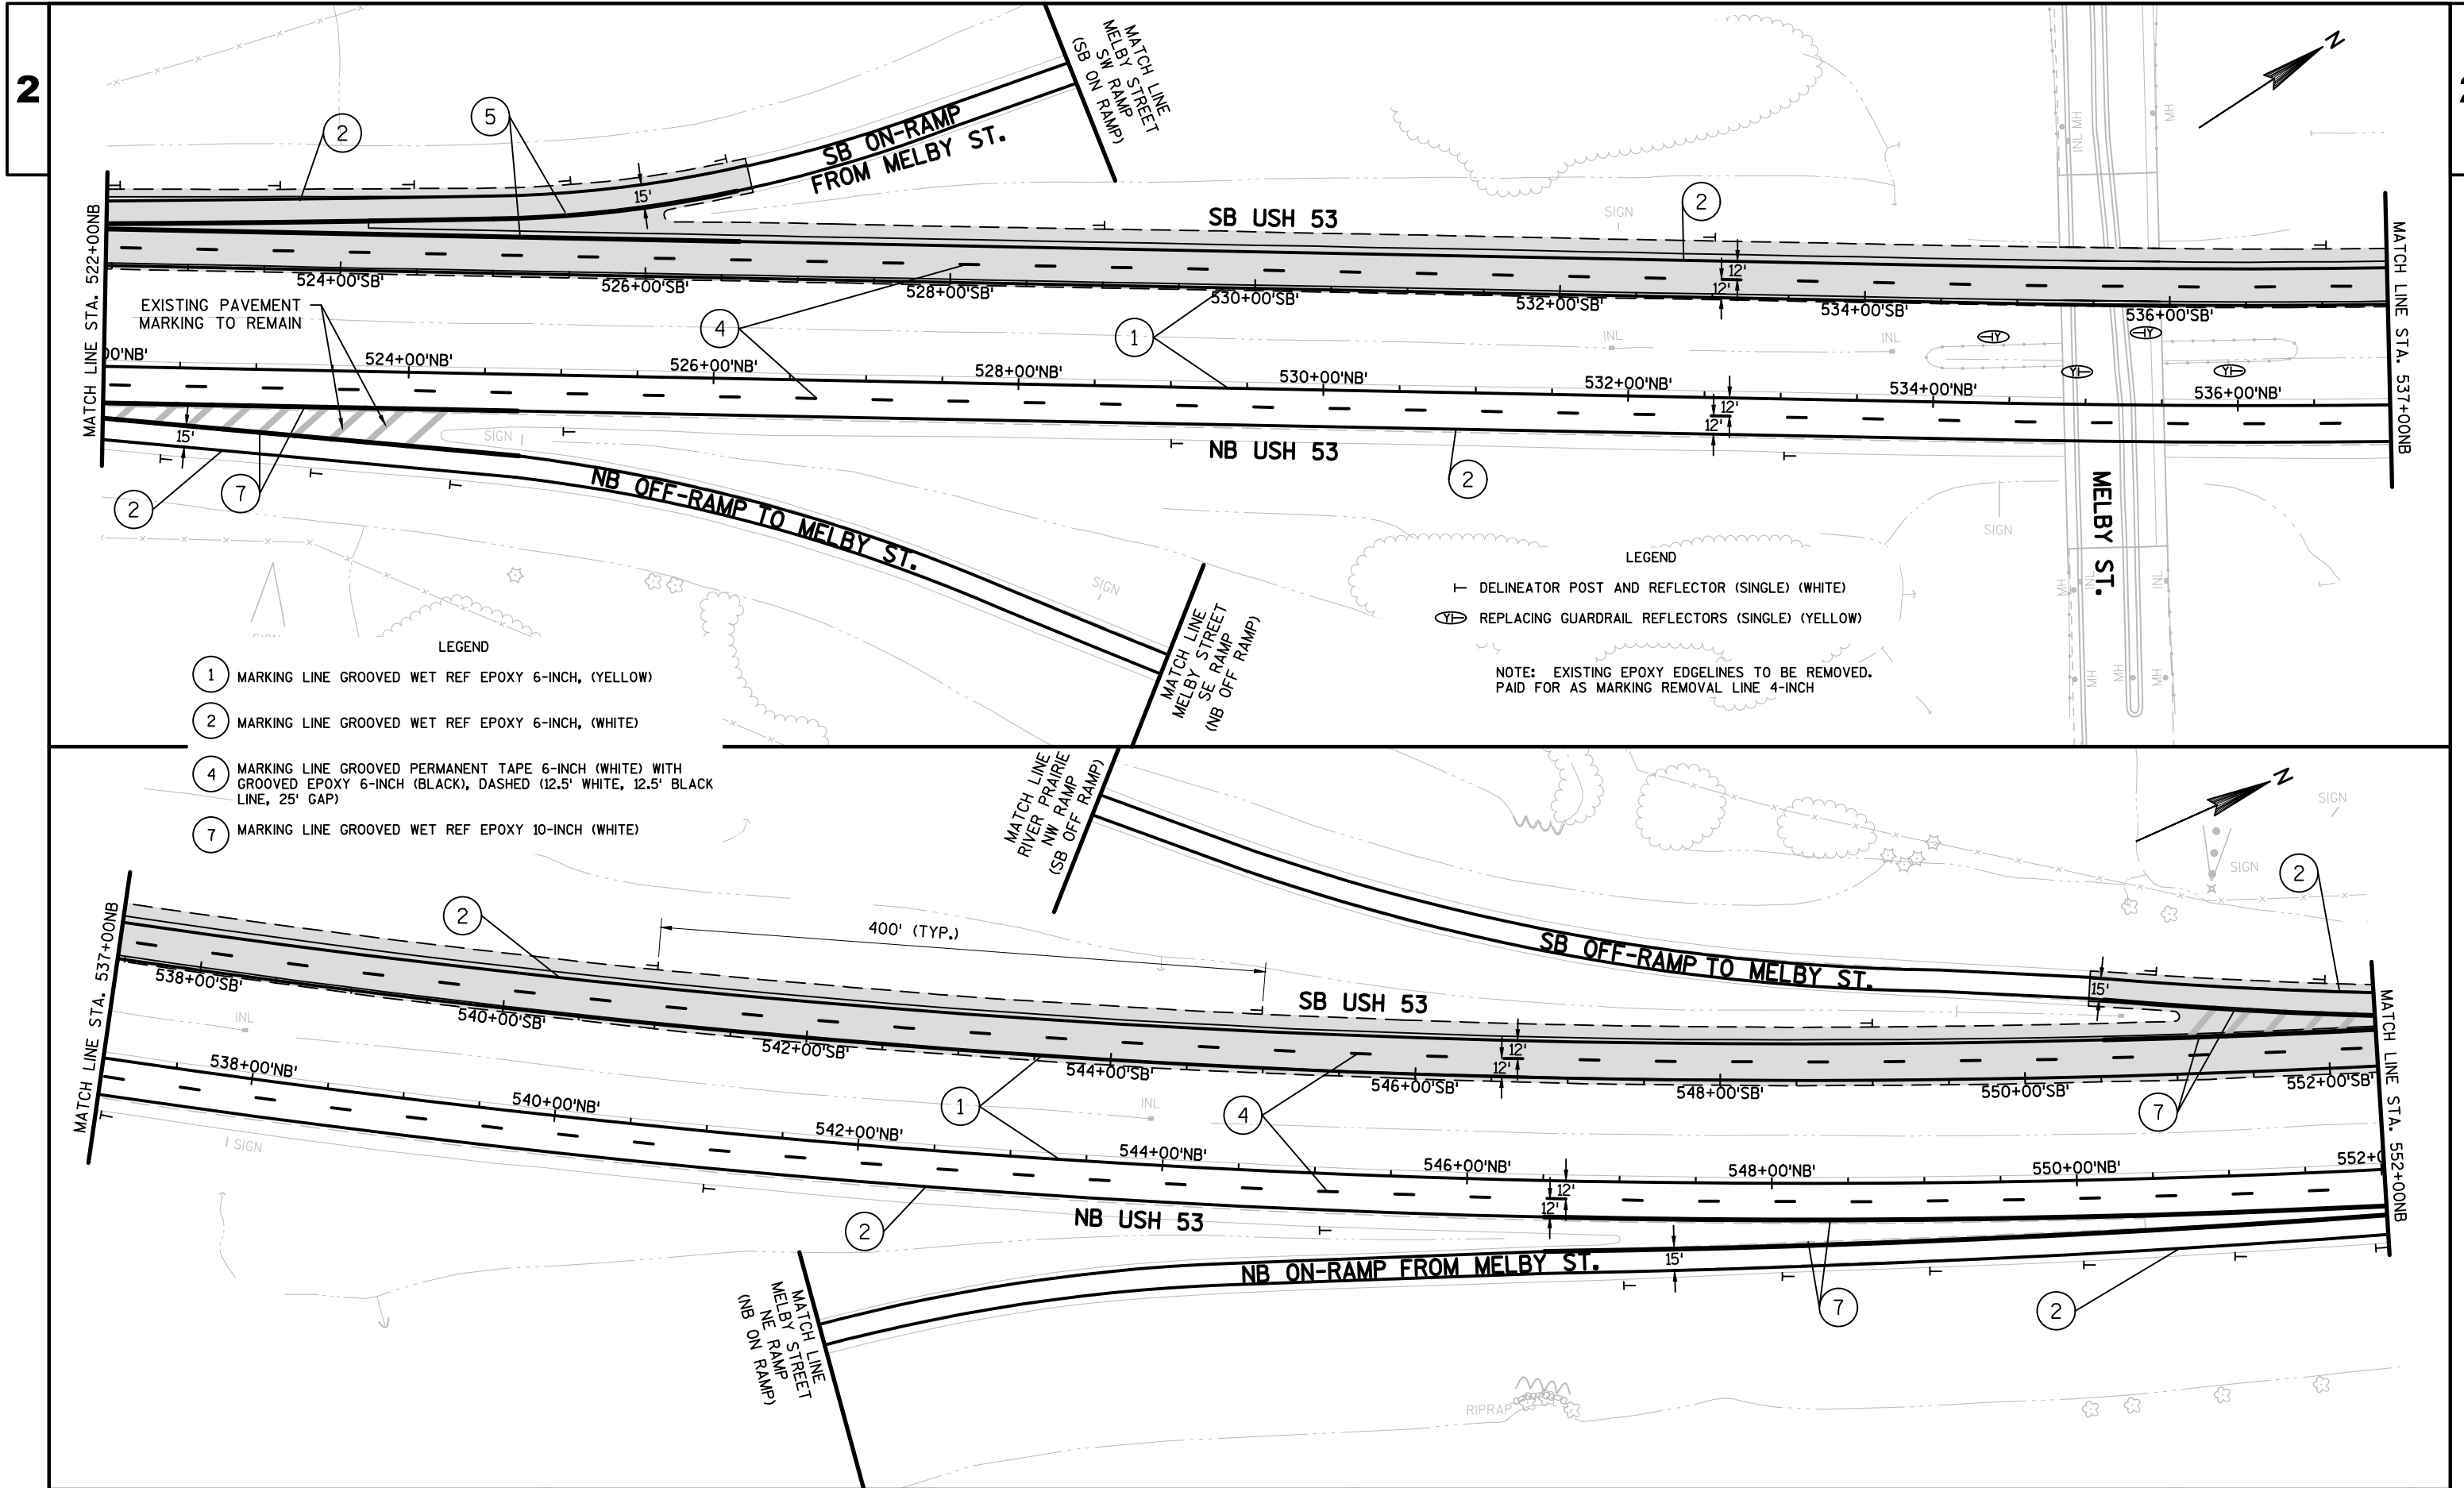 2
MATCH LINE
MELBY STREET
SW RAMP
(SB ON RAMP)
N
MH
INL MH
2
5
SB ON-RAMP
FROM MELBY ST.
15'
SB USH 53
2
SIGN
MATCH LINE STA. 522+00NB
524+00'SB'
526+00'SB'
528+00'SB'
530+00'SB'
532+00'SB'
534+00'SB'
536+00'SB'
12'
12'
MATCH LINE STA. 537+00NB
EXISTING PAVEMENT
MARKING TO REMAIN
4
1
INL
INL
Y
Y
Y
Y
00'NB'
524+00'NB'
526+00'NB'
528+00'NB'
530+00'NB'
532+00'NB'
534+00'NB'
536+00'NB'
12'
12'
15'
SIGN
NB USH 53
2
7
2
NB OFF-RAMP TO MELBY ST.
MELBY ST.
SIGN
SIGN
MH
INL
INL
MH
MH
MH
MATCH LINE
MELBY STREET
SE RAMP
(NB OFF RAMP)
LEGEND
DELINEATOR POST AND REFLECTOR (SINGLE) (WHITE)
Y REPLACING GUARDRAIL REFLECTORS (SINGLE) (YELLOW)
NOTE: EXISTING EPOXY EDGELINES TO BE REMOVED.
PAID FOR AS MARKING REMOVAL LINE 4-INCH
LEGEND
1 MARKING LINE GROOVED WET REF EPOXY 6-INCH, (YELLOW)
2 MARKING LINE GROOVED WET REF EPOXY 6-INCH, (WHITE)
4 MARKING LINE GROOVED PERMANENT TAPE 6-INCH (WHITE) WITH
GROOVED EPOXY 6-INCH (BLACK), DASHED (12.5' WHITE, 12.5' BLACK
LINE, 25' GAP)
7 MARKING LINE GROOVED WET REF EPOXY 10-INCH (WHITE)
MATCH LINE
RIVER PRAIRIE
NW RAMP
(SB OFF RAMP)
N
SIGN
SIGN
2
2
400' (TYP.)
SB OFF-RAMP TO MELBY ST.
15'
SB USH 53
MATCH LINE STA. 537+00NB
538+00'SB'
540+00'SB'
542+00'SB'
544+00'SB'
546+00'SB'
548+00'SB'
550+00'SB'
552+00'SB'
12'
12'
MATCH LINE STA. 552+00NB
INL
1
INL
4
7
538+00'NB'
540+00'NB'
542+00'NB'
544+00'NB'
546+00'NB'
548+00'NB'
550+00'NB'
552+0
12'
12'
SIGN
2
NB USH 53
15'
NB ON-RAMP FROM MELBY ST.
7
2
MATCH LINE
MELBY STREET
NE RAMP
(NB ON RAMP)
RIPRAP